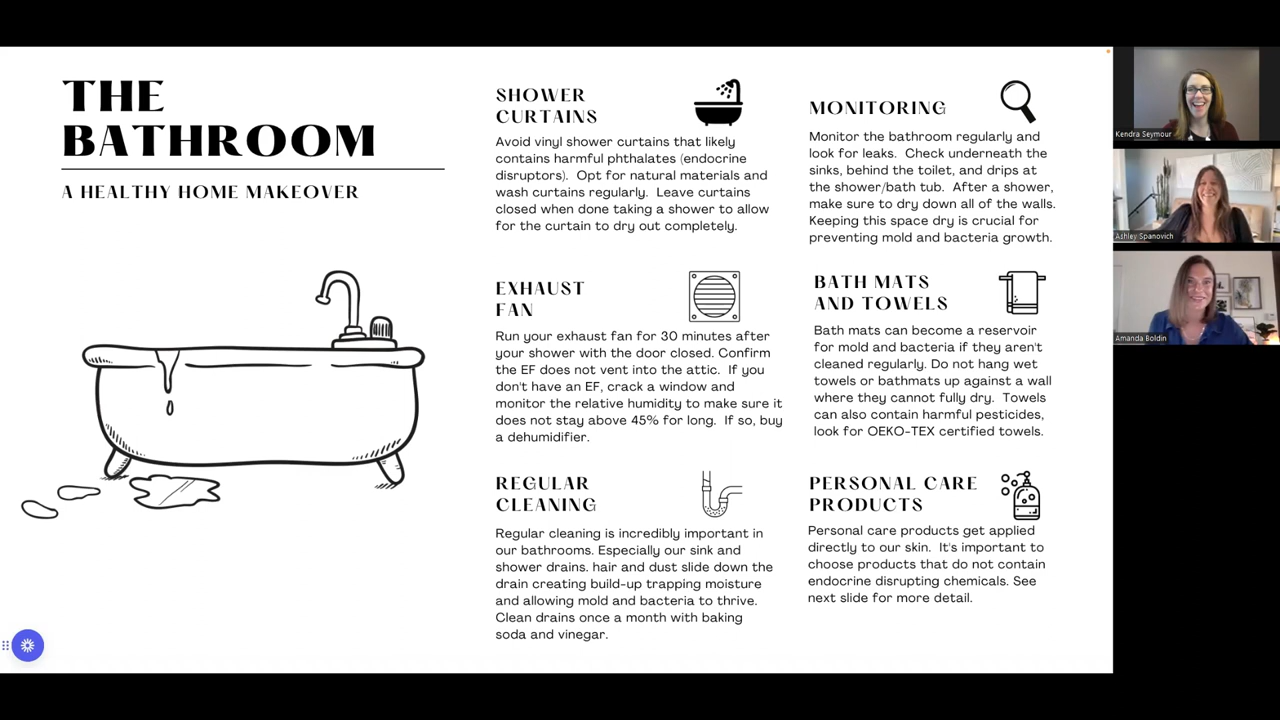 THE
BATHROOM
A HEALTHY HOME MAKEOVER
SHOWER
CURTAINS
Avoid vinyl shower curtains that likely
contains harmful phthalates (endocrine
disruptors). Opt for natural materials and
wash curtains regularly. Leave curtains
closed when done taking a shower to allow
for the curtain to dry out completely.
EXHAUST
FAN
Run your exhaust fan for 30 minutes after
your shower with the door closed. Confirm
the EF does not vent into the attic. If you
don't have an EF, crack a window and
monitor the relative humidity to make sure it
does not stay above 45% for long. If so, buy
a dehumidifier.
REGULAR
CLEANING
Regular cleaning is incredibly important in
our bathrooms. Especially our sink and
shower drains. hair and dust slide down the
drain creating build-up trapping moisture
and allowing mold and bacteria to thrive.
Clean drains once a month with baking
soda and vinegar.
MONITORING
Monitor the bathroom regularly and
look for leaks. Check underneath the
sinks, behind the toilet, and drips at
the shower/bath tub. After a shower,
make sure to dry down all of the walls.
Keeping this space dry is crucial for
preventing mold and bacteria growth.
BATH MATS
AND TOWELS
Bath mats can become a reservoir
for mold and bacteria if they aren't
cleaned regularly. Do not hang wet
towels or bathmats up against a wall
where they cannot fully dry. Towels
can also contain harmful pesticides,
look for OEKO-TEX certified towels.
PERSONAL CARE
PRODUCTS
Personal care products get applied
directly to our skin. It's important to
choose products that do not contain
endocrine disrupting chemicals. See
next slide for more detail.
Kendra Seymour
Ashley Spanovich
Amanda Boldin